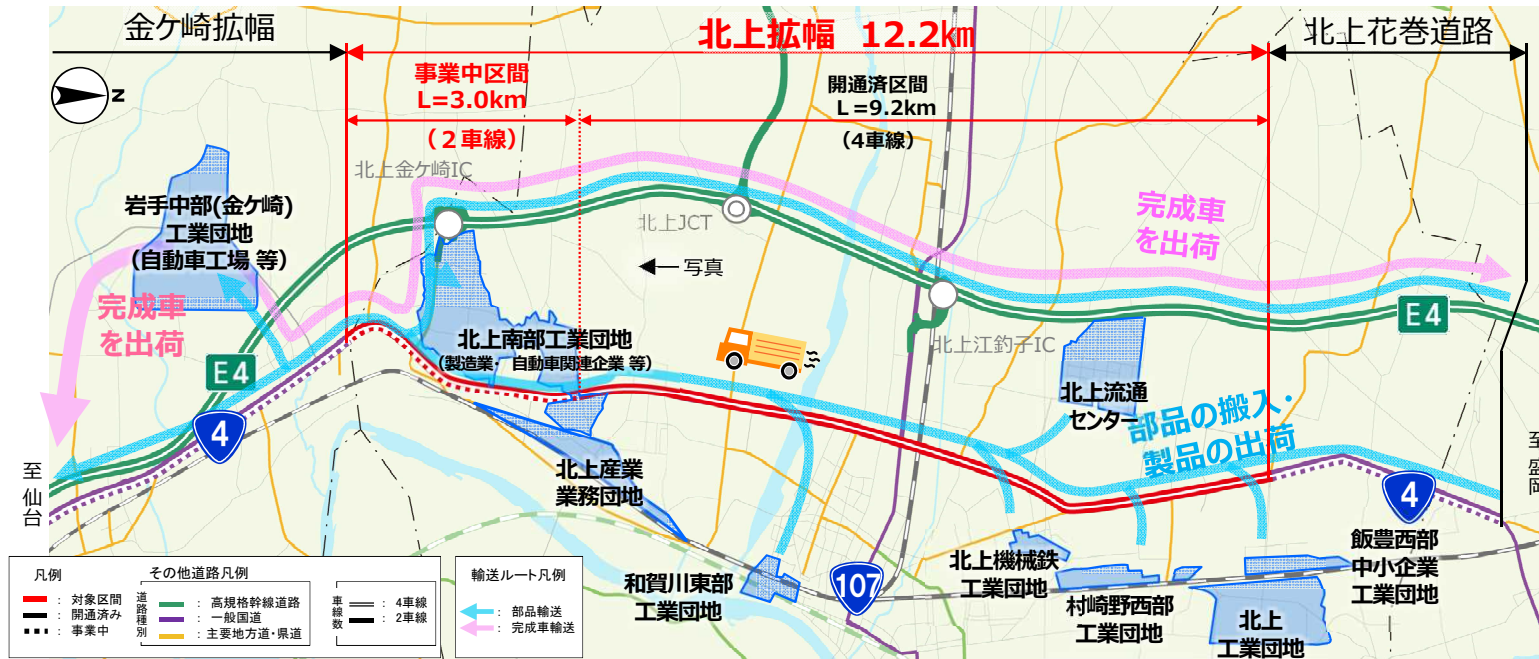 金ケ崎拡幅
北上拡幅 12.2km
北上花巻道路
N
事業中区間
L=3.0km
(2車線)
開通済区間
L=9.2km
(4車線)
北上金ケ崎IC
岩手中部(金ケ崎)
工業団地
(自動車工場 等)
北上JCT
写真
完成車
を出荷
完成車
を出荷
E4
E4
北上南部工業団地
(製造業・ 自動車関連企業 等)
北上江釣子IC
北上流通
センター
部品の搬入・
製品の出荷
4
至 仙台
至 盛岡
北上産業
業務団地
4
和賀川東部
工業団地
107
北上機械鉄
工業団地
村崎野西部
工業団地
北上
工業団地
飯豊西部
中小企業
工業団地
凡例
: 対象区間
: 開通済み
: 事業中
その他道路凡例
道路種別
: 高規格幹線道路
: 一般国道
: 主要地方道・県道
車線数
: 4車線
: 2車線
輸送ルート凡例
: 部品輸送
: 完成車輸送